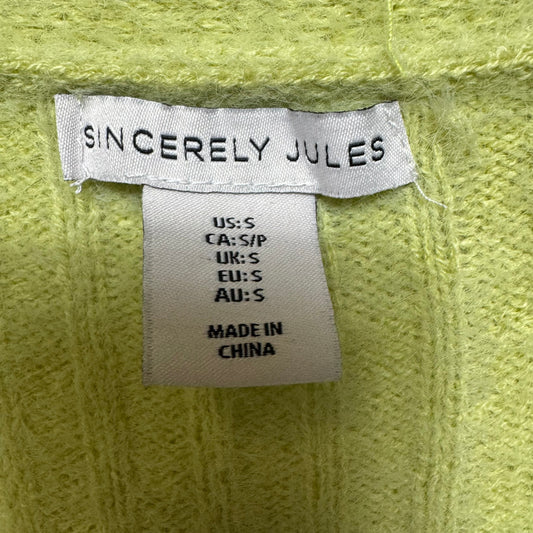 SINCERELY JULES
US: S
CA: S/P
UK: S
EU: S
AU: S
MADE IN
CHINA